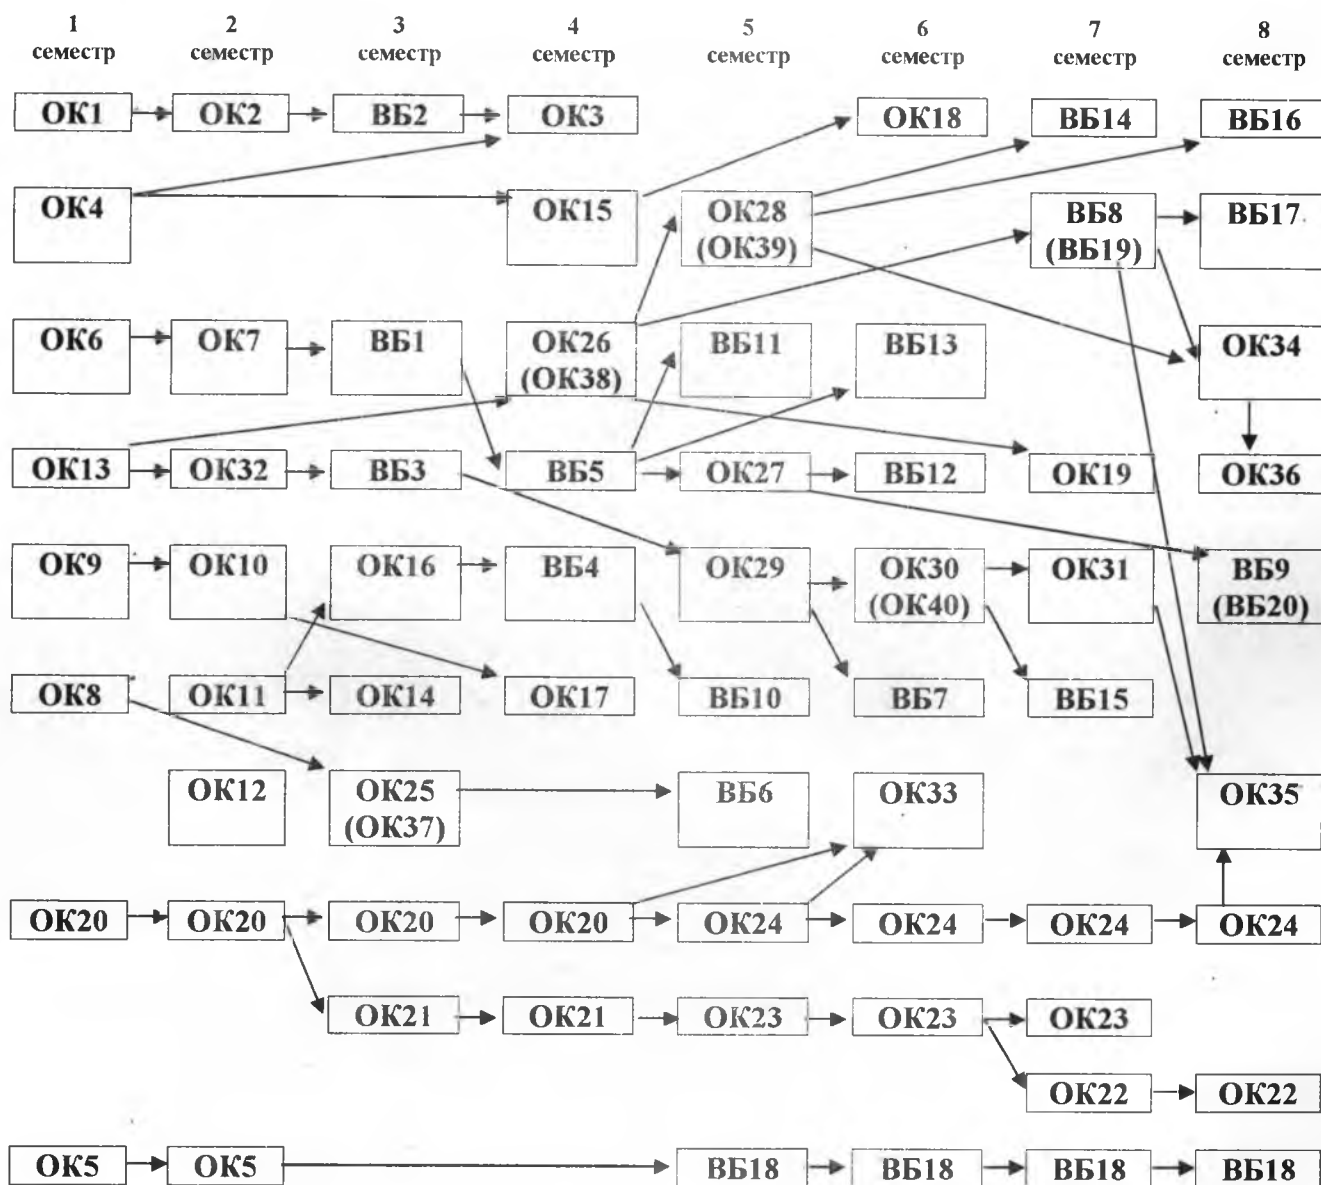 1 2 3 4 5 6 7 8
семестр семестр семестр семестр семестр семестр семестр семестр
ОК1 ОК2 ВБ2 ОК3 ОК18 ВБ14 ВБ16
ОК4 ОК15 ОК28 ВБ8 ВБ17
(ОК39) (ВБ19)
ОК6 ОК7 ВБ1 ОК26 ВБ11 ВБ13 ОК34
(ОК38)
ОК13 ОК32 ВБ3 ВБ5 ОК27 ВБ12 ОК19 ОК36
ОК9 ОК10 ОК16 ВБ4 ОК29 ОК30 ОК31 ВБ9
(ОК40) (ВБ20)
ОК8 ОК11 ОК14 ОК17 ВБ10 ВБ7 ВБ15
ОК12 ОК25 ВБ6 ОК33 ОК35
(ОК37)
ОК20 ОК20 ОК20 ОК20 ОК24 ОК24 ОК24 ОК24
ОК21 ОК21 ОК23 ОК23 ОК23
ОК22 ОК22
ОК5 ОК5 ВБ18 ВБ18 ВБ18 ВБ18